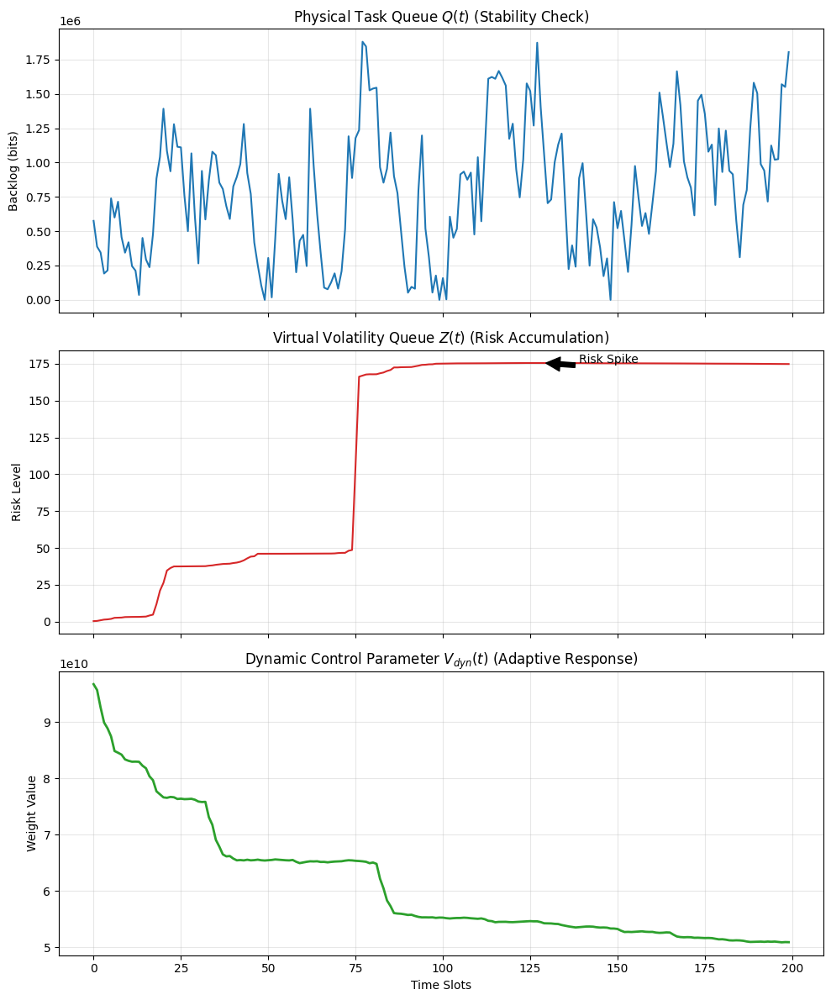 Physical Task Queue Q(t) (Stability Check)
1e6
1.75
1.50
1.25
1.00
0.75
0.50
0.25
0.00
Backlog (bits)
Virtual Volatility Queue Z(t) (Risk Accumulation)
175
150
125
100
75
50
25
0
Risk Level
Risk Spike
Dynamic Control Parameter V_{dyn}(t) (Adaptive Response)
1e10
9
8
7
6
5
Weight Value
0 25 50 75 100 125 150 175 200
Time Slots